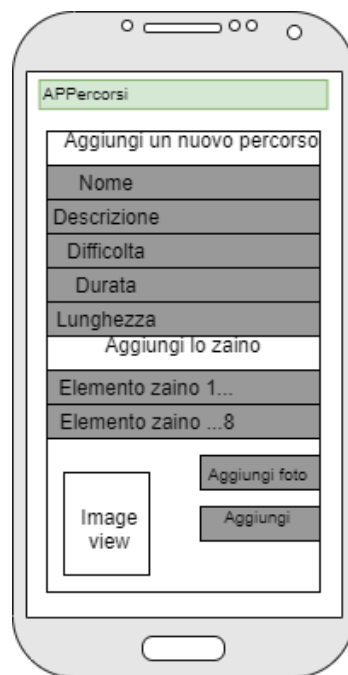 APPercorsi
Aggiungi un nuovo percorso
Nome
Descrizione
Difficolta
Durata
Lunghezza
Aggiungi lo zaino
Elemento zaino 1...
Elemento zaino ...8
Aggiungi foto
Image
view
Aggiungi